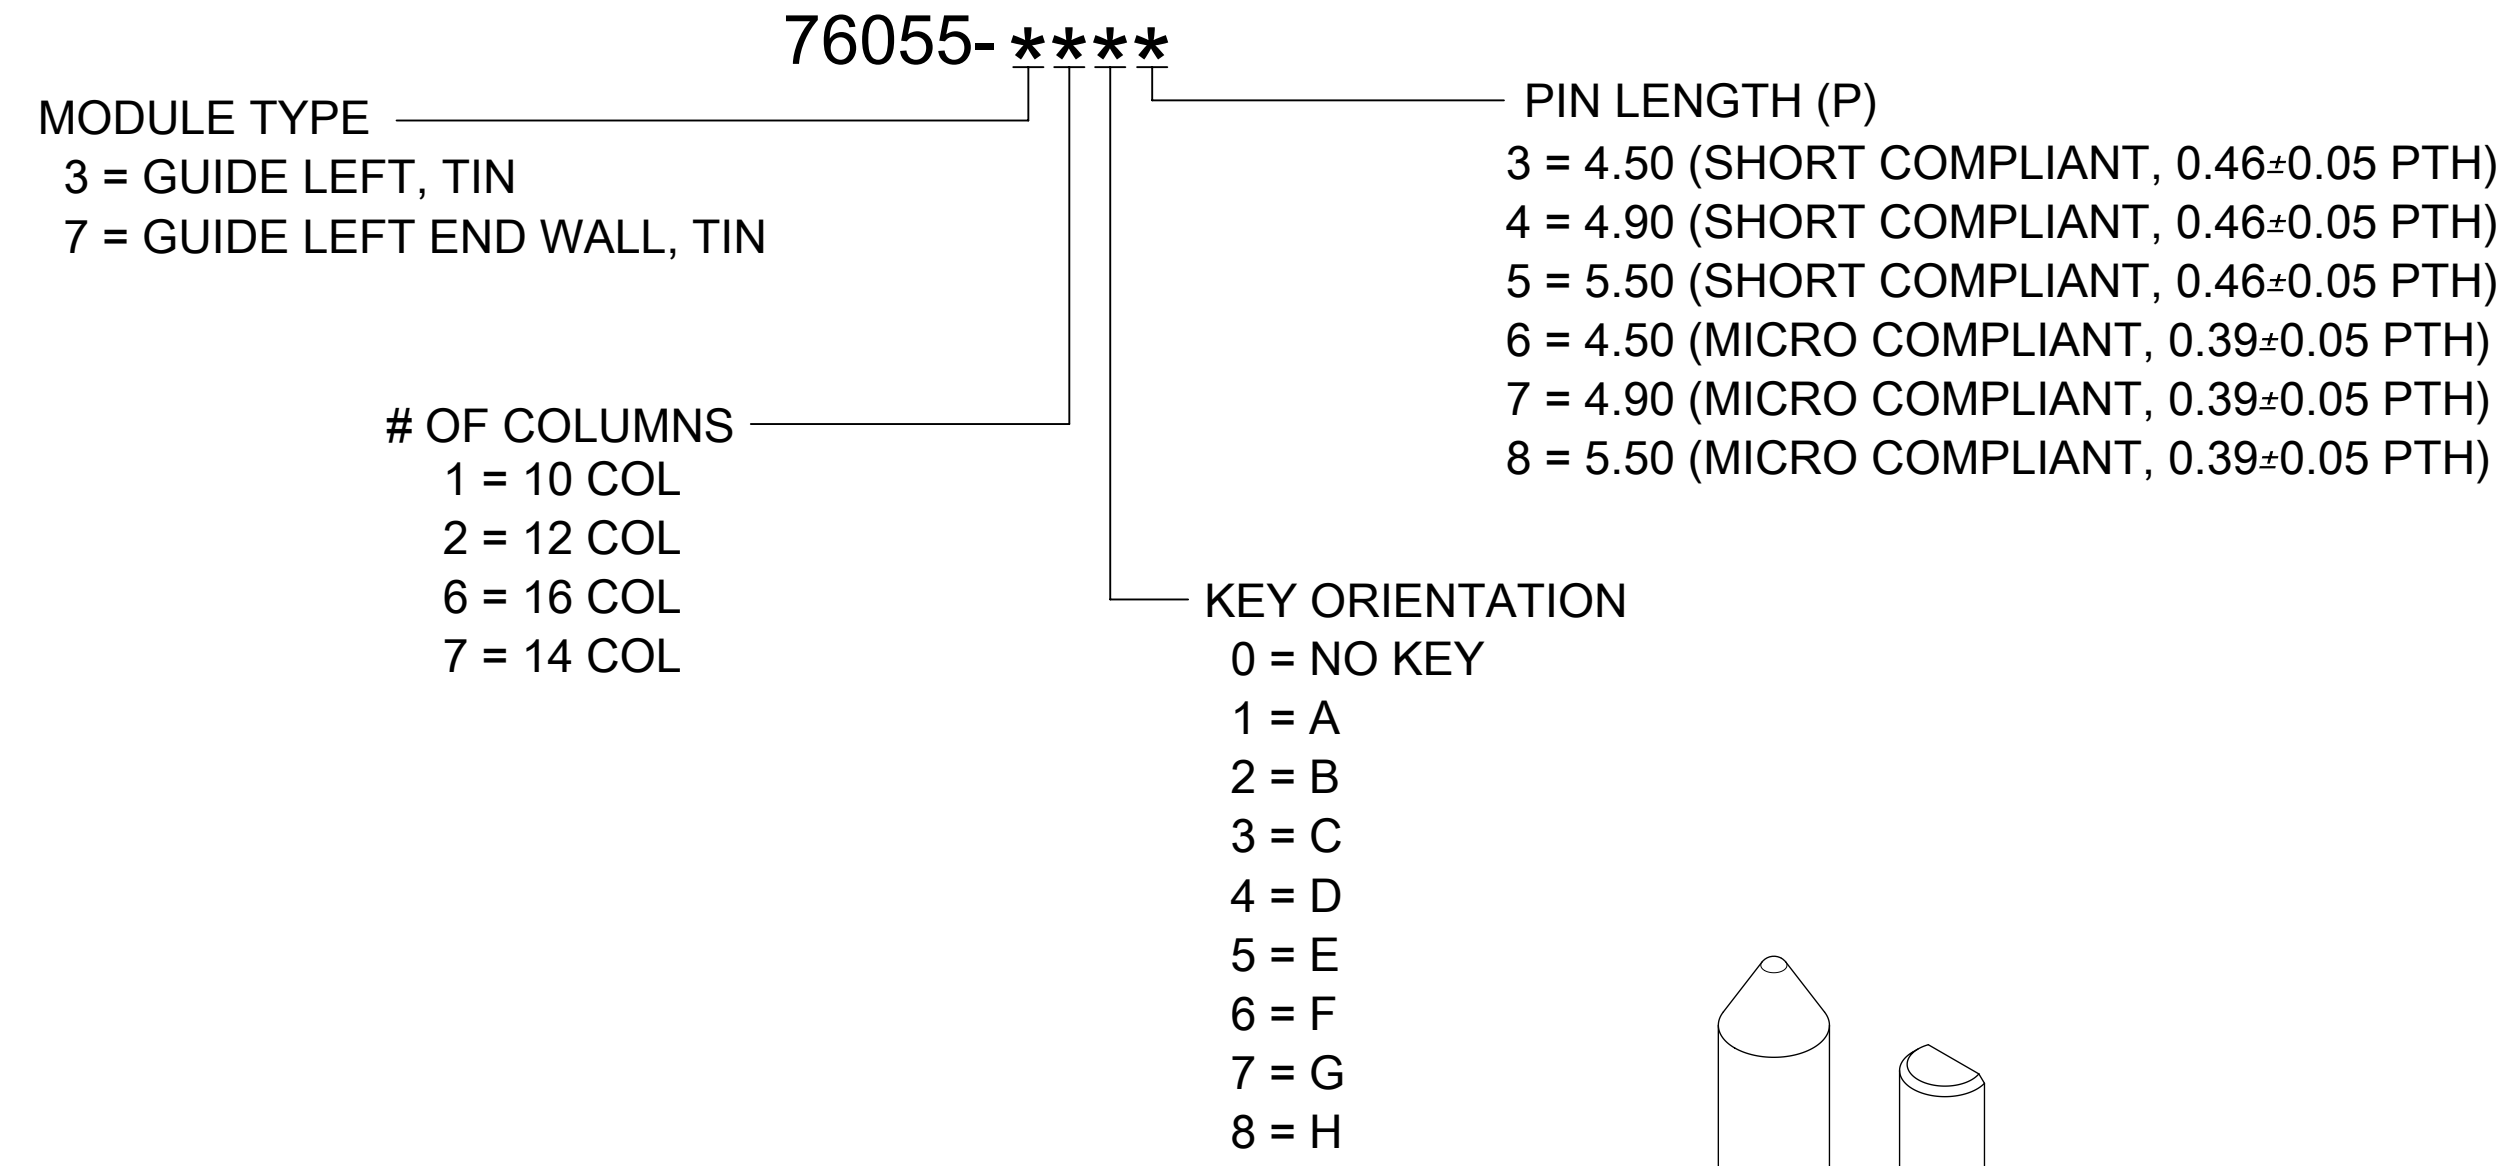 76055-****
MODULE TYPE
3 = GUIDE LEFT, TIN
7 = GUIDE LEFT END WALL, TIN
PIN LENGTH (P)
3 = 4.50 (SHORT COMPLIANT, 0.46±0.05 PTH)
4 = 4.90 (SHORT COMPLIANT, 0.46±0.05 PTH)
5 = 5.50 (SHORT COMPLIANT, 0.46±0.05 PTH)
6 = 4.50 (MICRO COMPLIANT, 0.39±0.05 PTH)
7 = 4.90 (MICRO COMPLIANT, 0.39±0.05 PTH)
8 = 5.50 (MICRO COMPLIANT, 0.39±0.05 PTH)
# OF COLUMNS
1 = 10 COL
2 = 12 COL
6 = 16 COL
7 = 14 COL
KEY ORIENTATION
0 = NO KEY
1 = A
2 = B
3 = C
4 = D
5 = E
6 = F
7 = G
8 = H